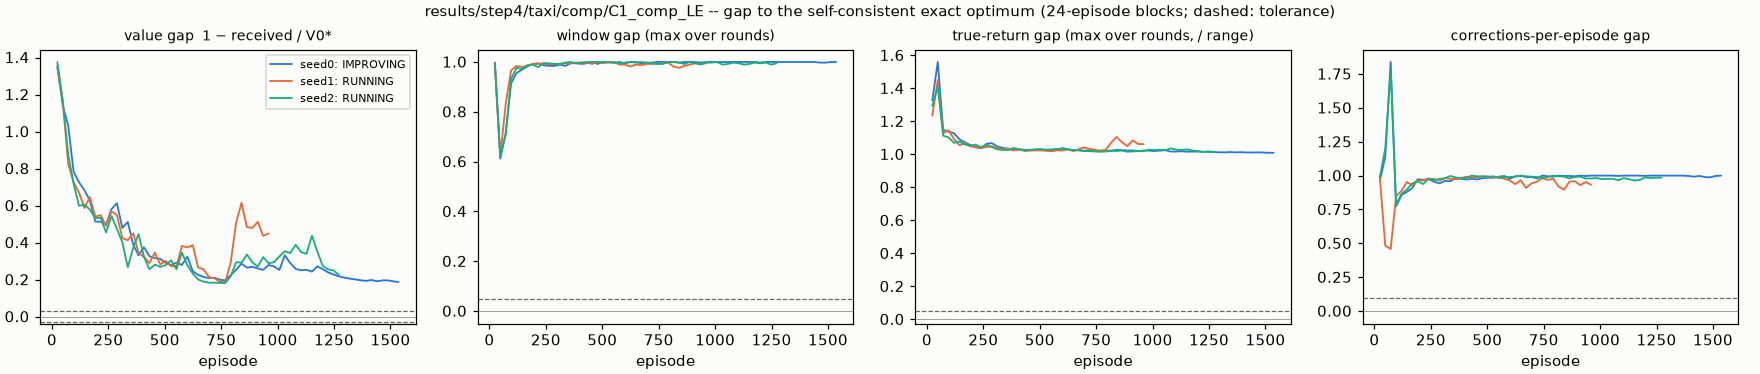 results/step4/taxi/comp/C1_comp_LE -- gap to the self-consistent exact optimum (24-episode blocks; dashed: tolerance)
value gap 1 − received / V0*
1.4
1.2
1.0
0.8
0.6
0.4
0.2
0.0
seed0: IMPROVING
seed1: RUNNING
seed2: RUNNING
0 250 500 750 1000 1250 1500
episode
window gap (max over rounds)
1.0
0.8
0.6
0.4
0.2
0.0
0 250 500 750 1000 1250 1500
episode
true-return gap (max over rounds, / range)
1.6
1.4
1.2
1.0
0.8
0.6
0.4
0.2
0.0
0 250 500 750 1000 1250 1500
episode
corrections-per-episode gap
1.75
1.50
1.25
1.00
0.75
0.50
0.25
0.00
0 250 500 750 1000 1250 1500
episode